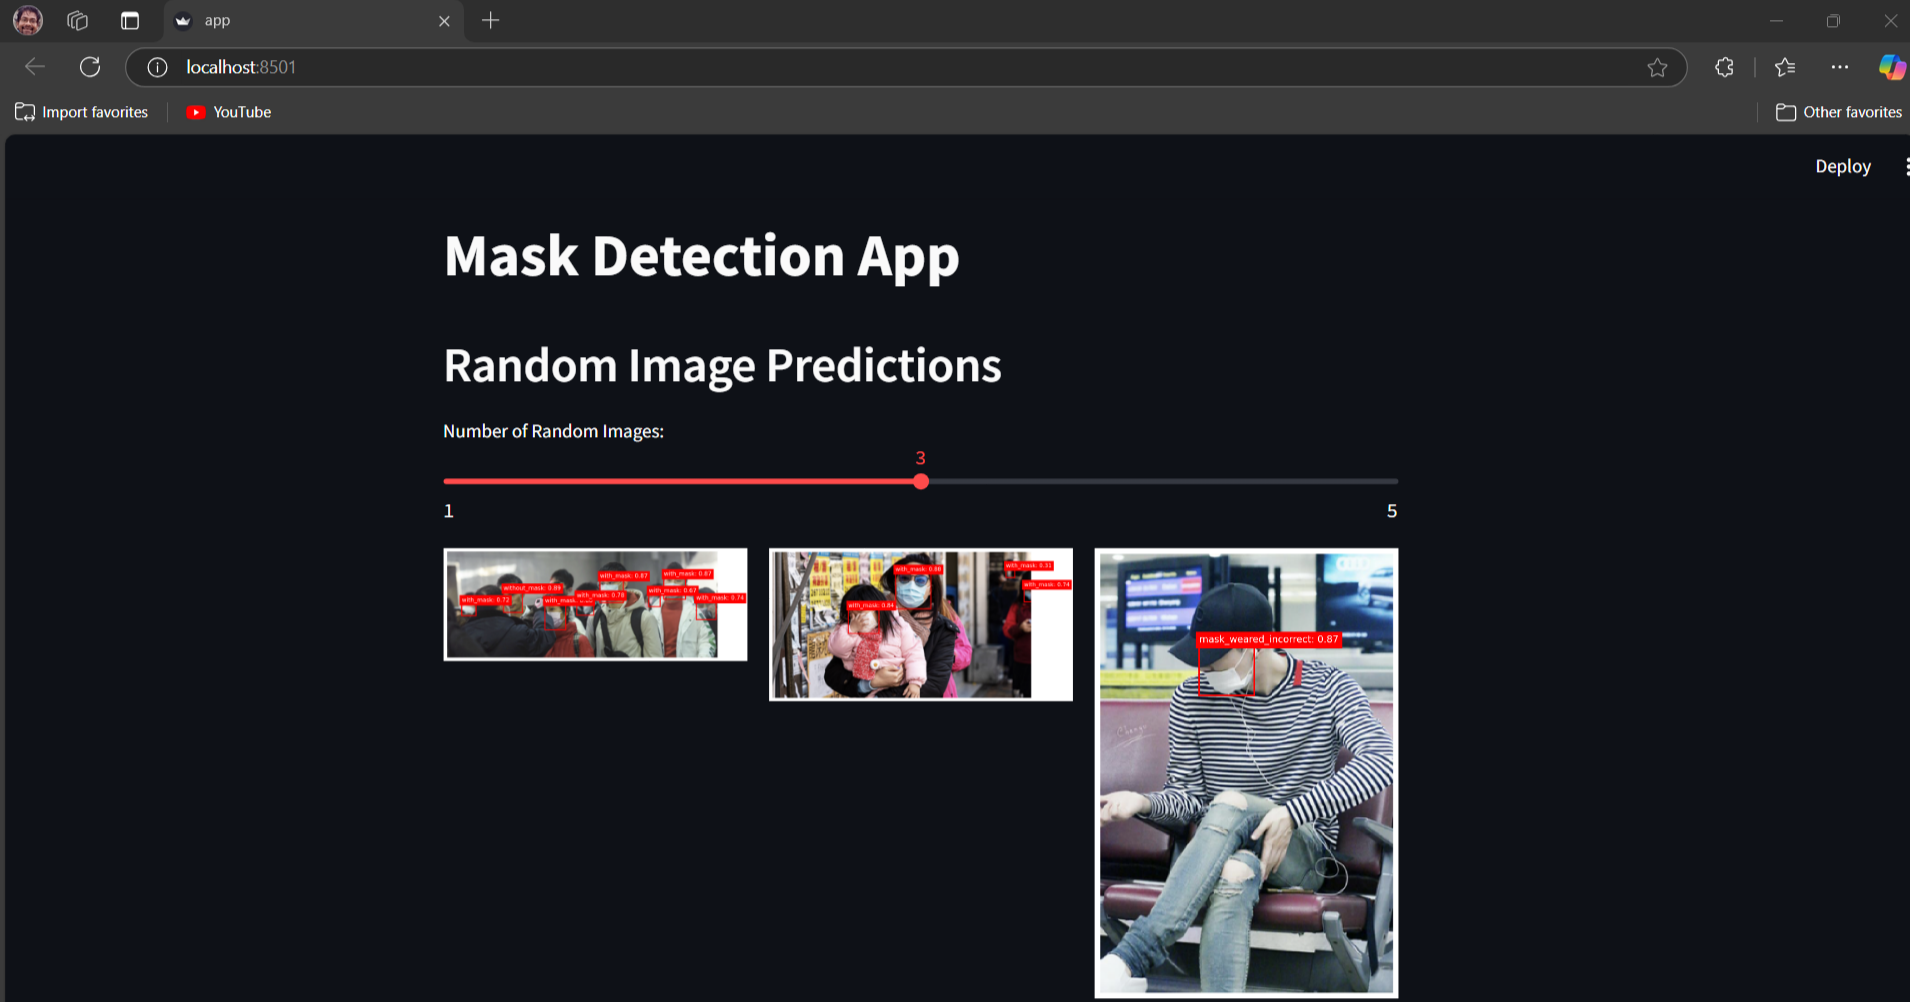 app
localhost:8501
Import favorites
YouTube
Other favorites
Deploy
Mask Detection App
Random Image Predictions
Number of Random Images:
3
1
5
with_mask: 0.87
with_mask: 0.87
without_mask: 0.89
with_mask: 0.67
with_mask: 0.78
with_mask: 0.72
with_mask: 0.74
with_mask: 0.88
with_mask: 0.31
with_mask: 0.74
with_mask: 0.84
mask_weared_incorrect: 0.87
Change